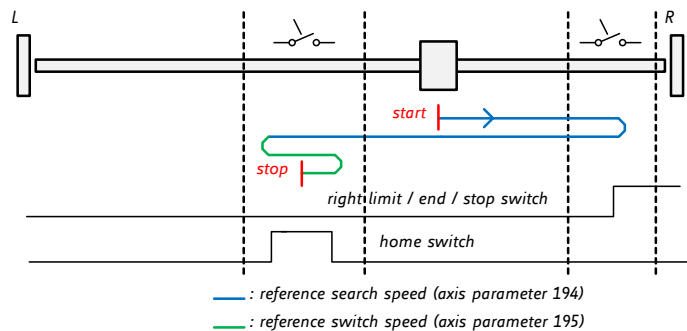 L
R
start
stop
right limit / end / stop switch
home switch
: reference search speed (axis parameter 194)
: reference switch speed (axis parameter 195)